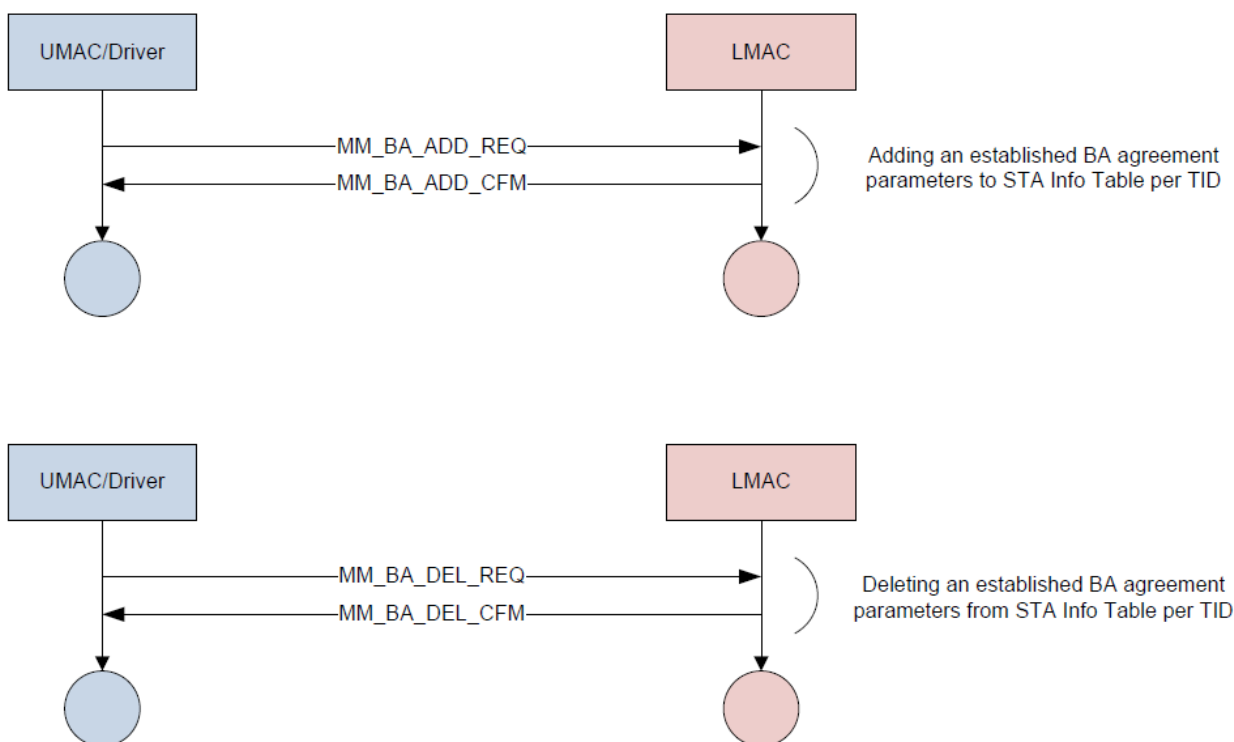 UMAC/Driver
LMAC
MM_BA_ADD_REQ
MM_BA_ADD_CFM
Adding an established BA agreement
parameters to STA Info Table per TID
UMAC/Driver
LMAC
MM_BA_DEL_REQ
MM_BA_DEL_CFM
Deleting an established BA agreement
parameters from STA Info Table per TID